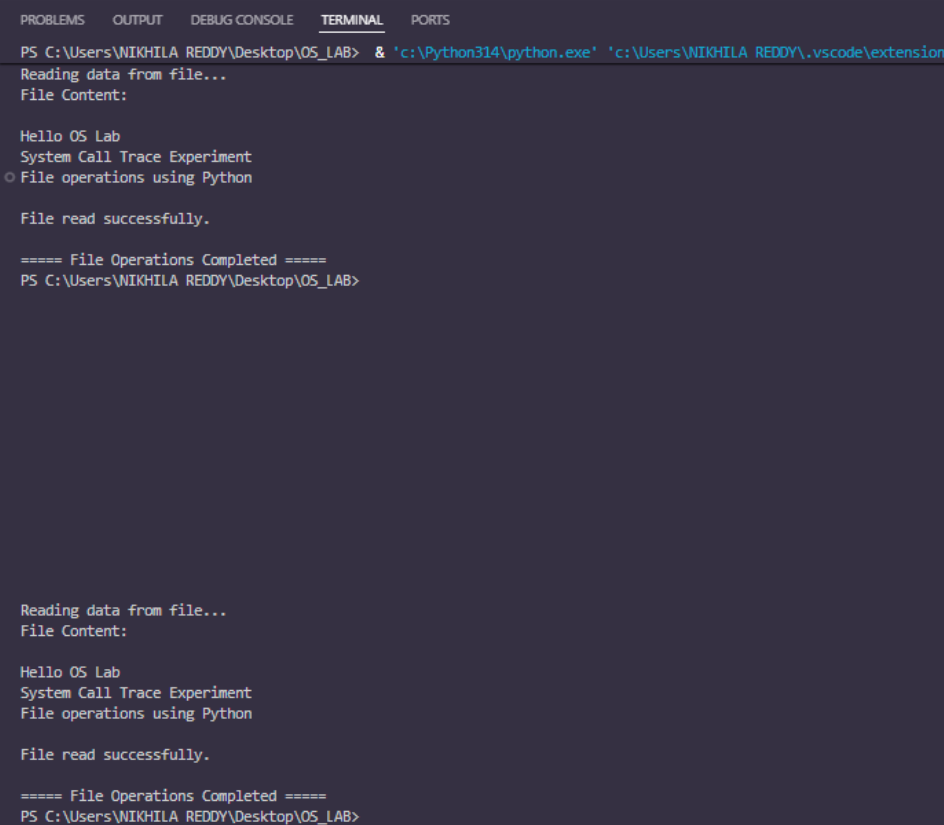 PROBLEMS OUTPUT DEBUG CONSOLE TERMINAL PORTS
PS C:\Users\NIKHILA REDDY\Desktop\OS_LAB> & 'c:\Python314\python.exe' 'c:\Users\NIKHILA REDDY\.vscode\extension
Reading data from file...
File Content:
Hello OS Lab
System Call Trace Experiment
File operations using Python
File read successfully.
===== File Operations Completed =====
PS C:\Users\NIKHILA REDDY\Desktop\OS_LAB>
Reading data from file...
File Content:
Hello OS Lab
System Call Trace Experiment
File operations using Python
File read successfully.
===== File Operations Completed =====
PS C:\Users\NIKHILA REDDY\Desktop\OS_LAB>